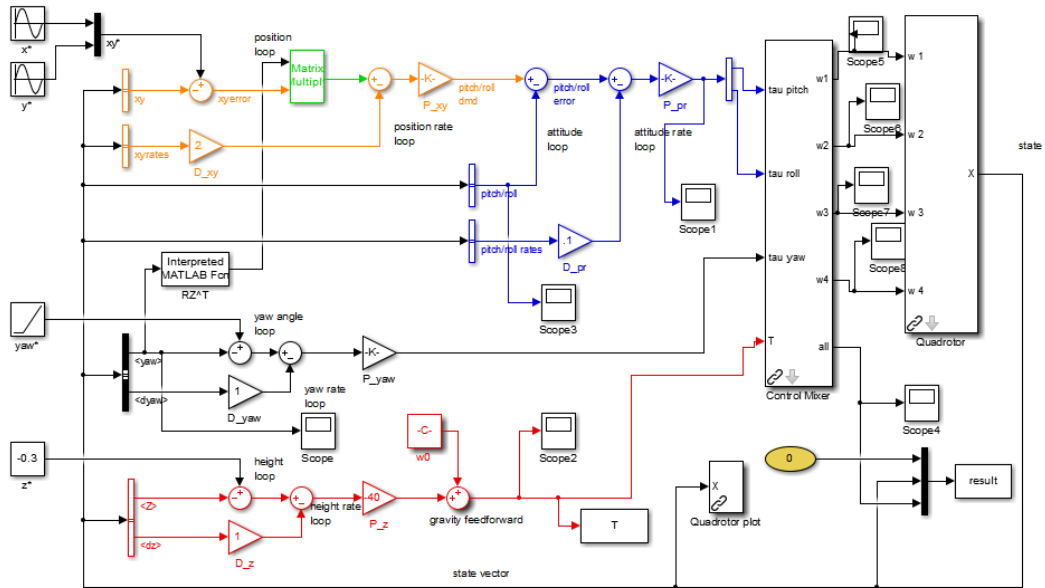 x*
y*
xy*
xy
xyerror
position
loop
Matrix
Multiply
-K-
P_xy
pitch/roll
dmd
position rate
loop
xyrates
2
D_xy
pitch/roll
error
attitude
loop
-K-
P_pr
attitude rate
loop
pitch/roll
pitch/roll rates
.1
D_pr
Scope1
Scope3
Interpreted
MATLAB Fcn
RZ^T
yaw*
<yaw>
<dyaw>
yaw angle
loop
1
D_yaw
yaw rate
loop
-K-
P_yaw
Scope
-0.3
z*
<Z>
<dz>
height
loop
1
D_z
height rate
loop
-40
P_z
-C-
w0
gravity feedforward
Scope2
T
tau pitch
tau roll
tau yaw
T
w1
w2
w3
w4
all
Control Mixer
Scope5
Scope6
Scope7
Scope8
w 1
w 2
w 3
w 4
X
Quadrotor
state
Scope4
0
result
X
Quadrotor plot
state vector